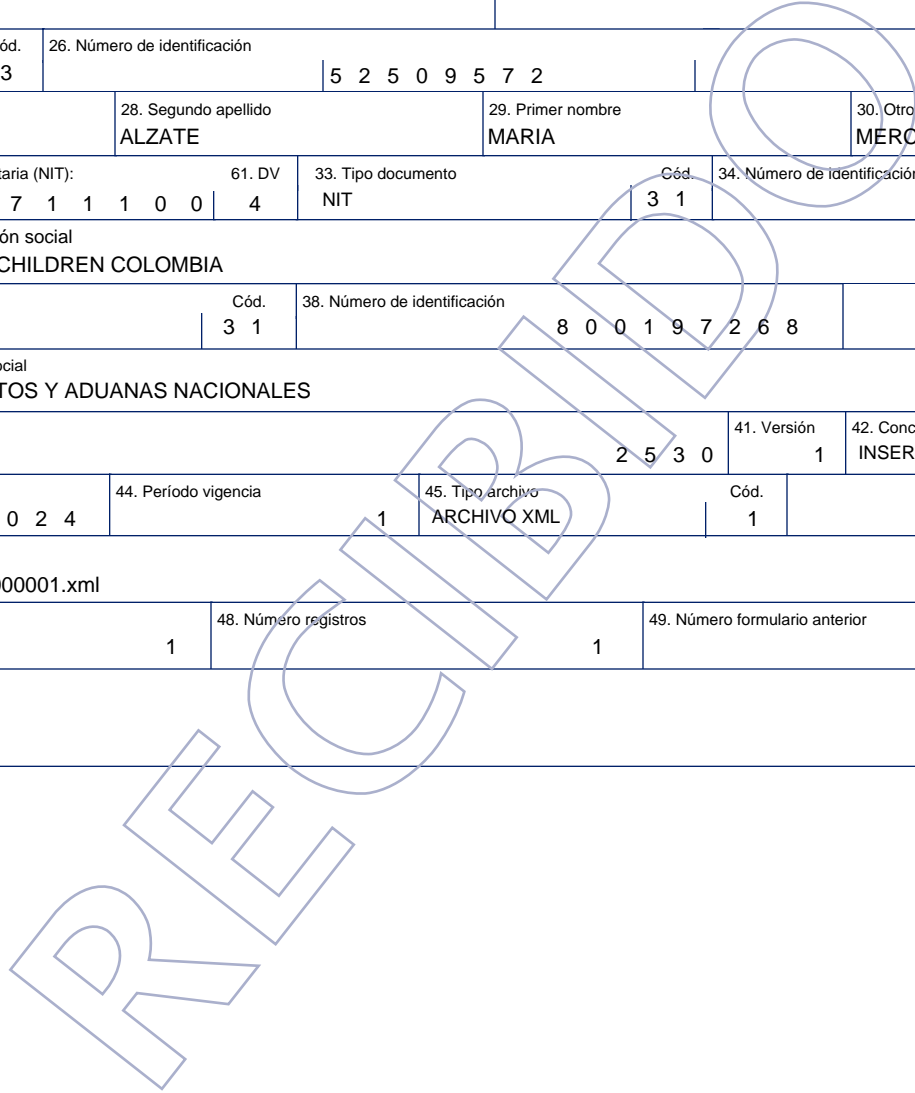 ód. 26. Número de identificación
3 5 2 5 0 9 5 7 2
28. Segundo apellido 29. Primer nombre 30. Otro
ALZATE MARIA MERC
taria (NIT): 61. DV 33. Tipo documento Cód. 34. Número de identificación
7 1 1 1 0 0 4 NIT 3 1
ón social
CHILDREN COLOMBIA
Cód. 38. Número de identificación
3 1 8 0 0 1 9 7 2 6 8
ocial
TOS Y ADUANAS NACIONALES
41. Versión 42. Conc
2 5 3 0 1 INSER
44. Período vigencia 45. Tipo archivo Cód.
0 2 4 1 ARCHIVO XML 1
000001.xml
48. Número registros 49. Número formulario anterior
1 1
RECIBIDO